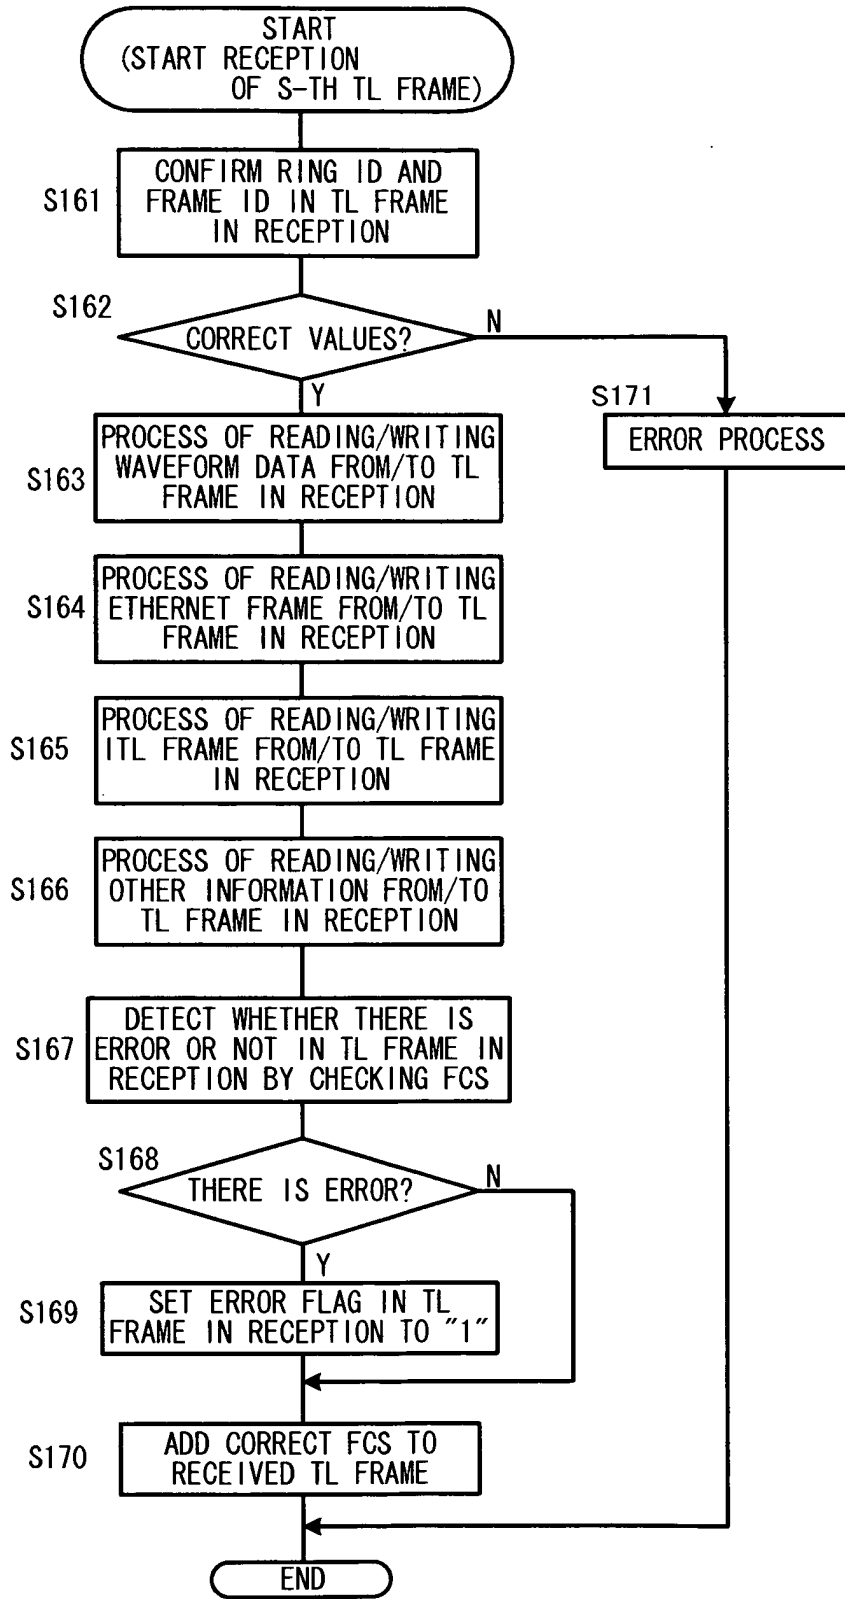 START
(START RECEPTION
OF S-TH TL FRAME)
S161
CONFIRM RING ID AND
FRAME ID IN TL FRAME
IN RECEPTION
S162
CORRECT VALUES?
N
Y
S171
ERROR PROCESS
S163
PROCESS OF READING/WRITING
WAVEFORM DATA FROM/TO TL
FRAME IN RECEPTION
S164
PROCESS OF READING/WRITING
ETHERNET FRAME FROM/TO TL
FRAME IN RECEPTION
S165
PROCESS OF READING/WRITING
ITL FRAME FROM/TO TL FRAME
IN RECEPTION
S166
PROCESS OF READING/WRITING
OTHER INFORMATION FROM/TO
TL FRAME IN RECEPTION
S167
DETECT WHETHER THERE IS
ERROR OR NOT IN TL FRAME IN
RECEPTION BY CHECKING FCS
S168
THERE IS ERROR?
N
Y
S169
SET ERROR FLAG IN TL
FRAME IN RECEPTION TO "1"
S170
ADD CORRECT FCS TO
RECEIVED TL FRAME
END